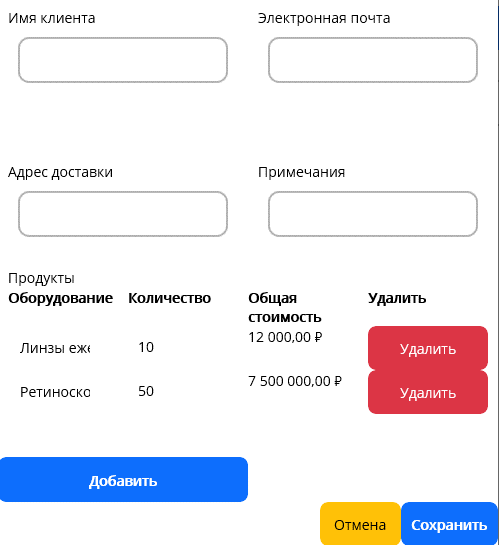 Имя клиента Электронная почта
Адрес доставки Примечания
Продукты
Оборудование Количество Общая стоимость Удалить
Линзы еже 10 12 000,00 ₽ Удалить
Ретиноско 50 7 500 000,00 ₽ Удалить
Добавить
Отмена Сохранить